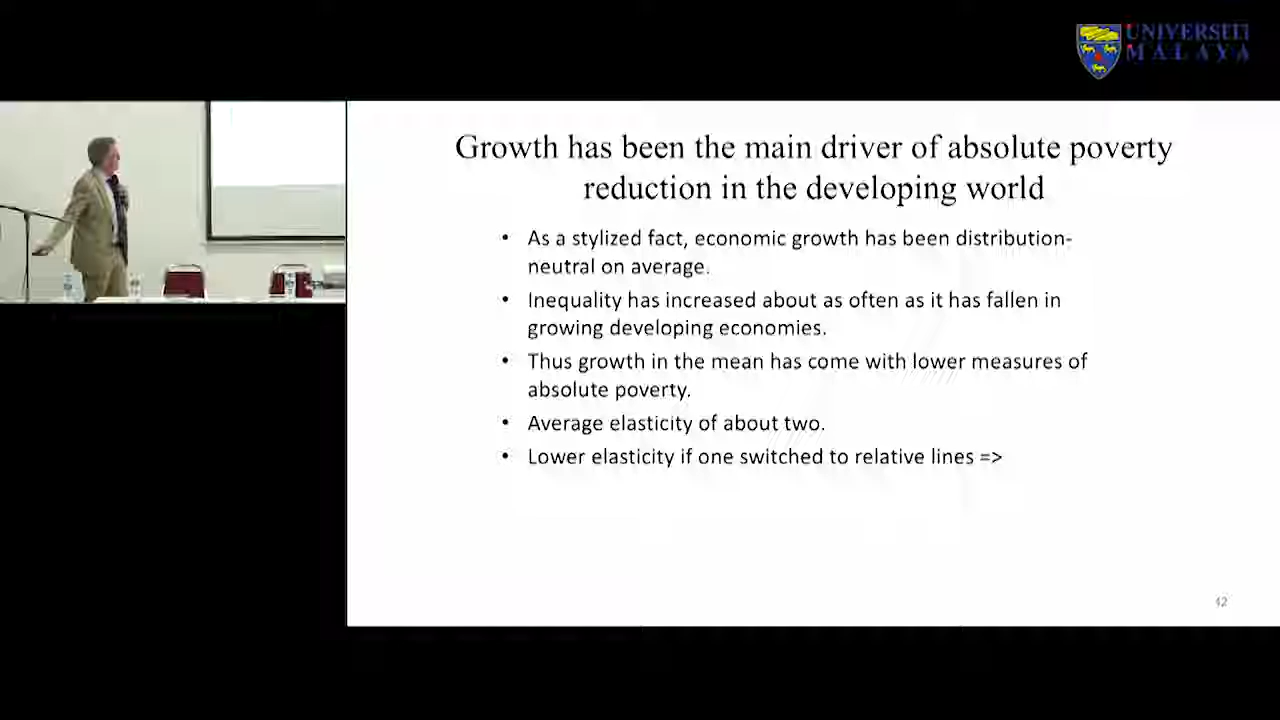 UNIVERSITI
MALAYA
Growth has been the main driver of absolute poverty
reduction in the developing world
• As a stylized fact, economic growth has been distribution-
neutral on average.
• Inequality has increased about as often as it has fallen in
growing developing economies.
• Thus growth in the mean has come with lower measures of
absolute poverty.
• Average elasticity of about two.
• Lower elasticity if one switched to relative lines =>
42